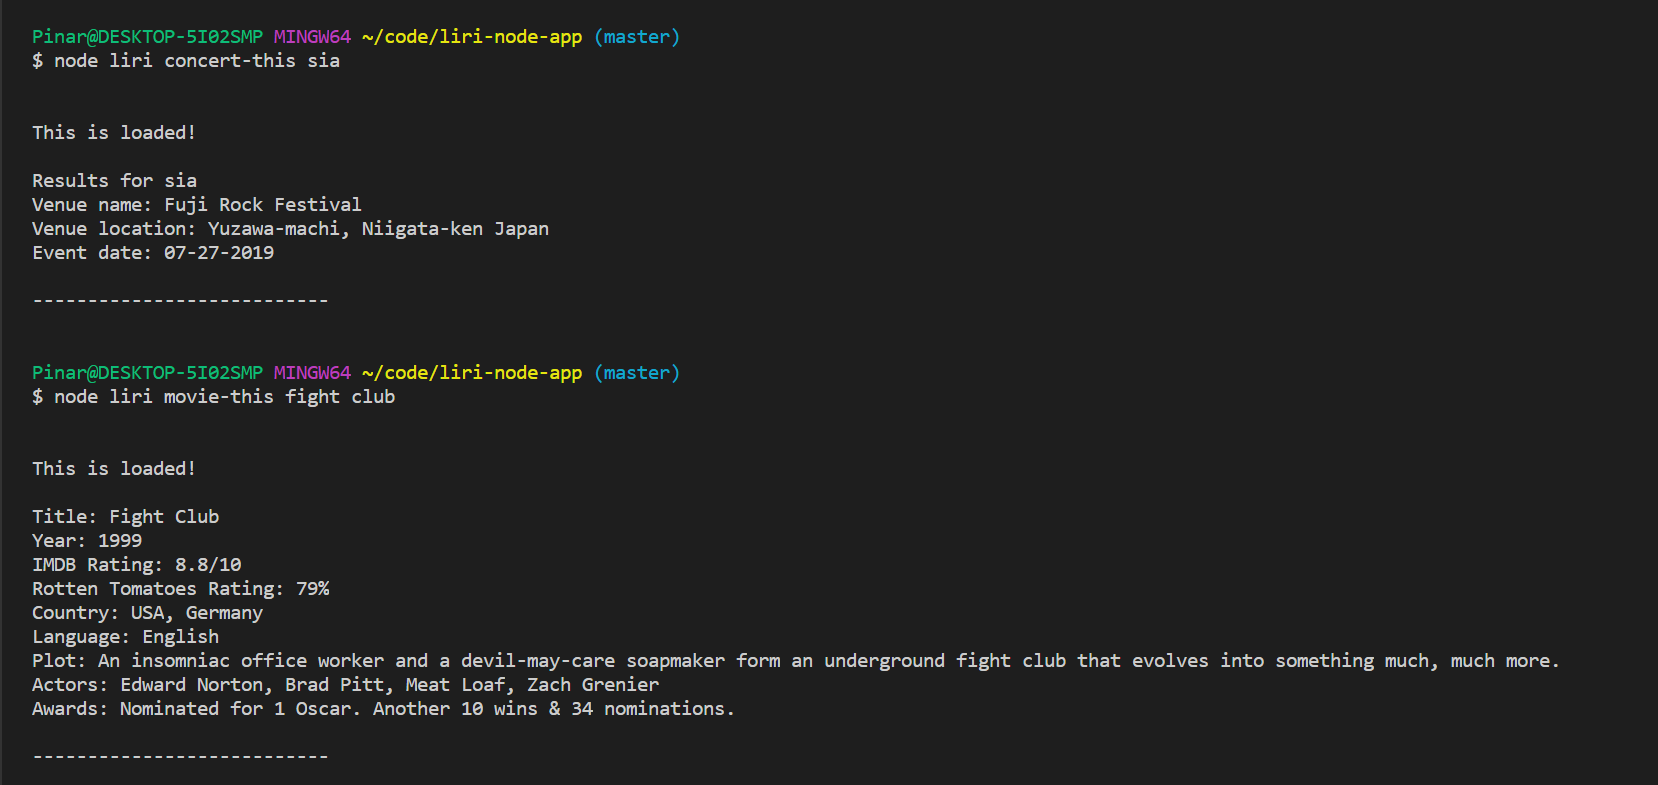 Pinar@DESKTOP-5I02SMP MINGW64 ~/code/liri-node-app (master)
$ node liri concert-this sia
This is loaded!
Results for sia
Venue name: Fuji Rock Festival
Venue location: Yuzawa-machi, Niigata-ken Japan
Event date: 07-27-2019
---------------------------
Pinar@DESKTOP-5I02SMP MINGW64 ~/code/liri-node-app (master)
$ node liri movie-this fight club
This is loaded!
Title: Fight Club
Year: 1999
IMDB Rating: 8.8/10
Rotten Tomatoes Rating: 79%
Country: USA, Germany
Language: English
Plot: An insomniac office worker and a devil-may-care soapmaker form an underground fight club that evolves into something much, much more.
Actors: Edward Norton, Brad Pitt, Meat Loaf, Zach Grenier
Awards: Nominated for 1 Oscar. Another 10 wins & 34 nominations.
---------------------------